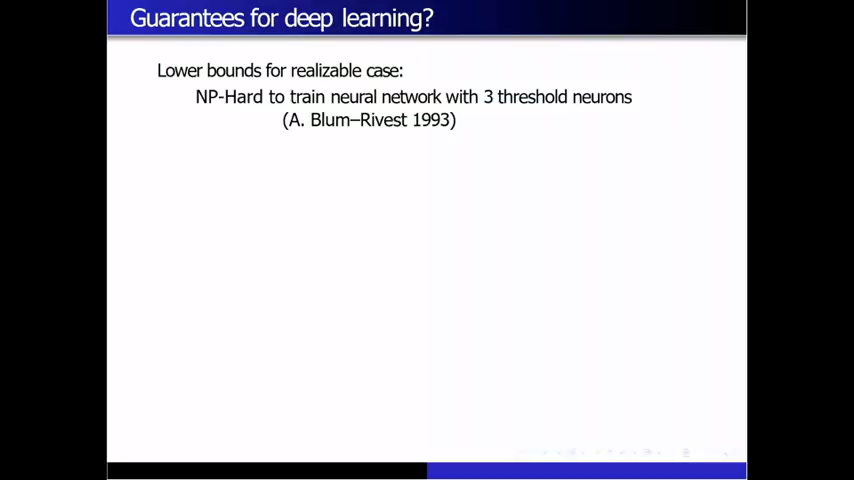 Guarantees for deep learning?
Lower bounds for realizable case:
NP-Hard to train neural network with 3 threshold neurons
(A. Blum–Rivest 1993)